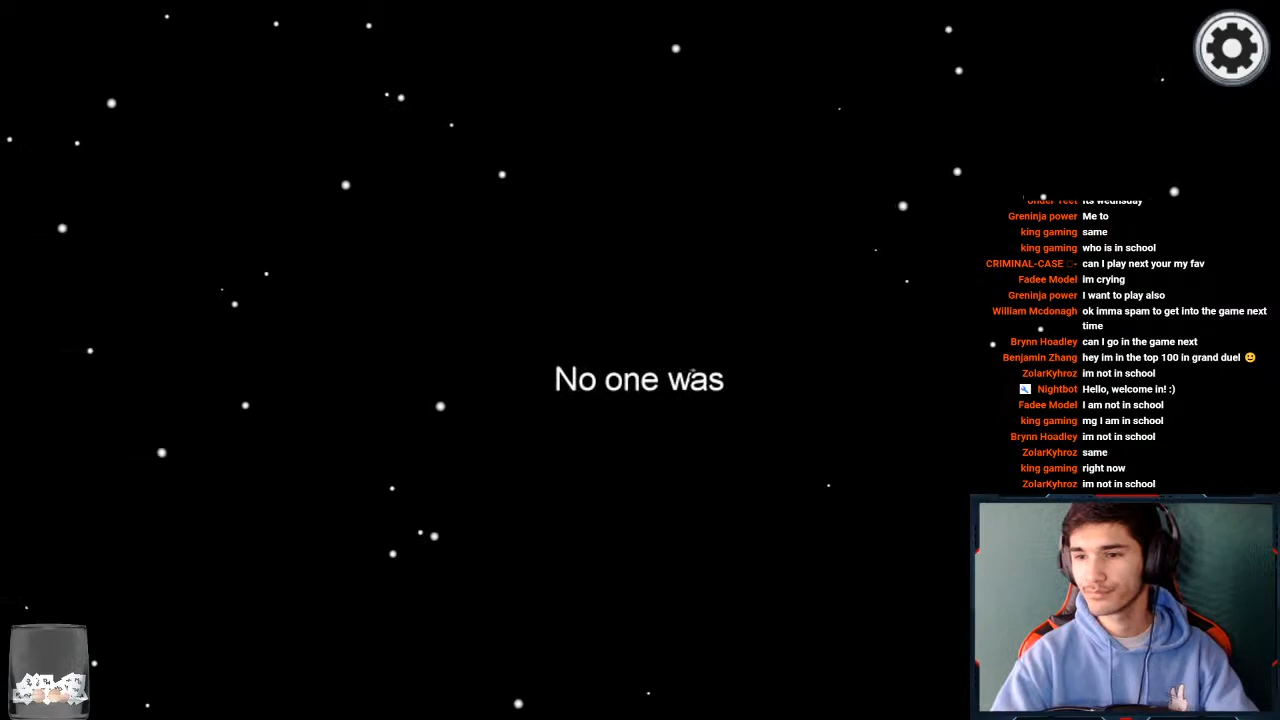 its wednsday
Greninja power Me to
king gaming same
king gaming who is in school
CRIMINAL-CASE can I play next your my fav
Fadee Model im crying
Greninja power I want to play also
William Mcdonagh ok imma spam to get into the game next
time
Brynn Hoadley can I go in the game next
Benjamin Zhang hey im in the top 100 in grand duel 😃
ZolarKyhroz im not in school
Nightbot Hello, welcome in! :)
Fadee Model I am not in school
king gaming mg I am in school
Brynn Hoadley im not in school
ZolarKyhroz same
king gaming right now
ZolarKyhroz im not in school
No one was